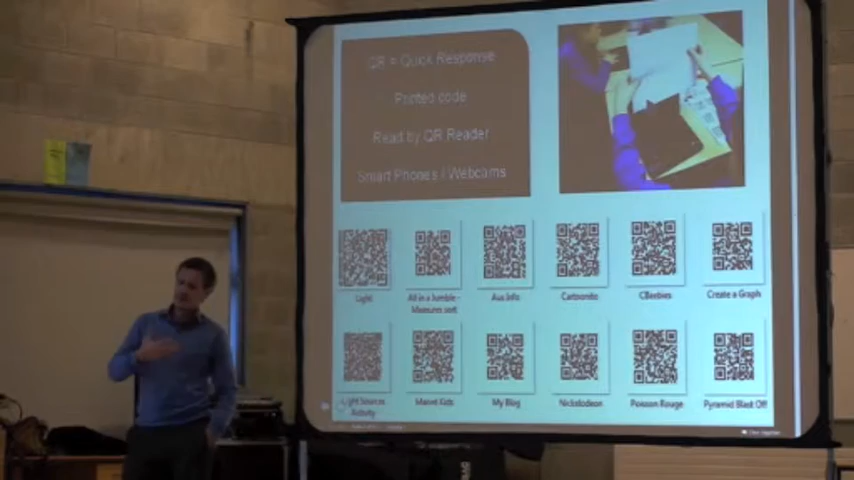 QR = Quick Response
Printed code
Read by QR Reader
Smart Phones / Webcams
Light
All in a Jumble -
Measures sort
Aus Info
Cartoonito
CBeebies
Create a Graph
Light Sources
Activity
Kids
My Blog
Nickelodeon
Poisson Rouge
Pyramid Blast Off!